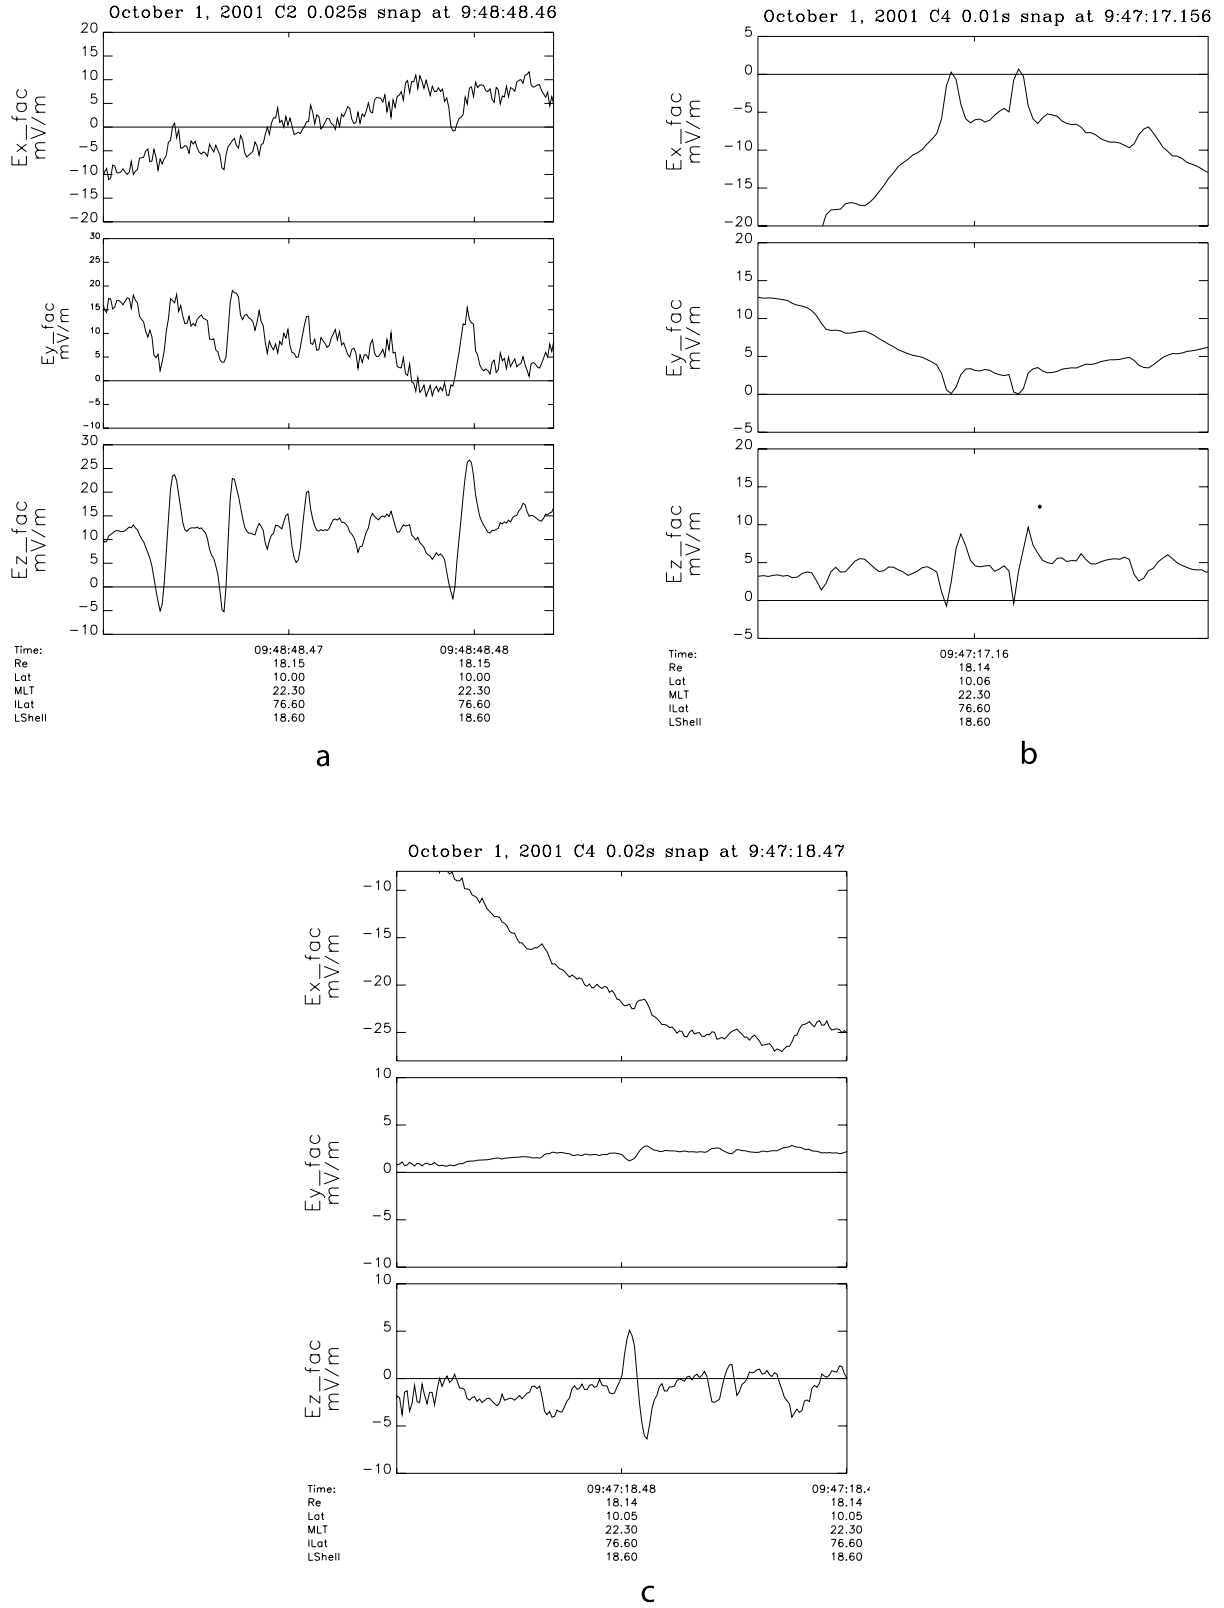 October 1, 2001 C2 0.025s snap at 9:48:48.46
20
15
10
5
0
−5
−10
−15
−20
Ex_fac
mV/m
30
25
20
15
10
5
0
−5
−10
Ey_fac
mV/m
30
25
20
15
10
5
0
−5
−10
Ez_fac
mV/m
Time: 09:48:48.47 09:48:48.48
Re 18.15 18.15
Lat 10.00 10.00
MLT 22.30 22.30
ILat 76.60 76.60
LShell 18.60 18.60
a
October 1, 2001 C4 0.01s snap at 9:47:17.156
5
0
−5
−10
−15
−20
Ex_fac
mV/m
20
15
10
5
0
−5
Ey_fac
mV/m
20
15
10
5
0
−5
Ez_fac
mV/m
Time: 09:47:17.16
Re 18.14
Lat 10.06
MLT 22.30
ILat 76.60
LShell 18.60
b
October 1, 2001 C4 0.02s snap at 9:47:18.47
−10
−15
−20
−25
Ex_fac
mV/m
10
5
0
−5
−10
Ey_fac
mV/m
10
5
0
−5
−10
Ez_fac
mV/m
Time: 09:47:18.48 09:47:18.4
Re 18.14 18.14
Lat 10.05 10.05
MLT 22.30 22.30
ILat 76.60 76.60
LShell 18.60 18.60
c